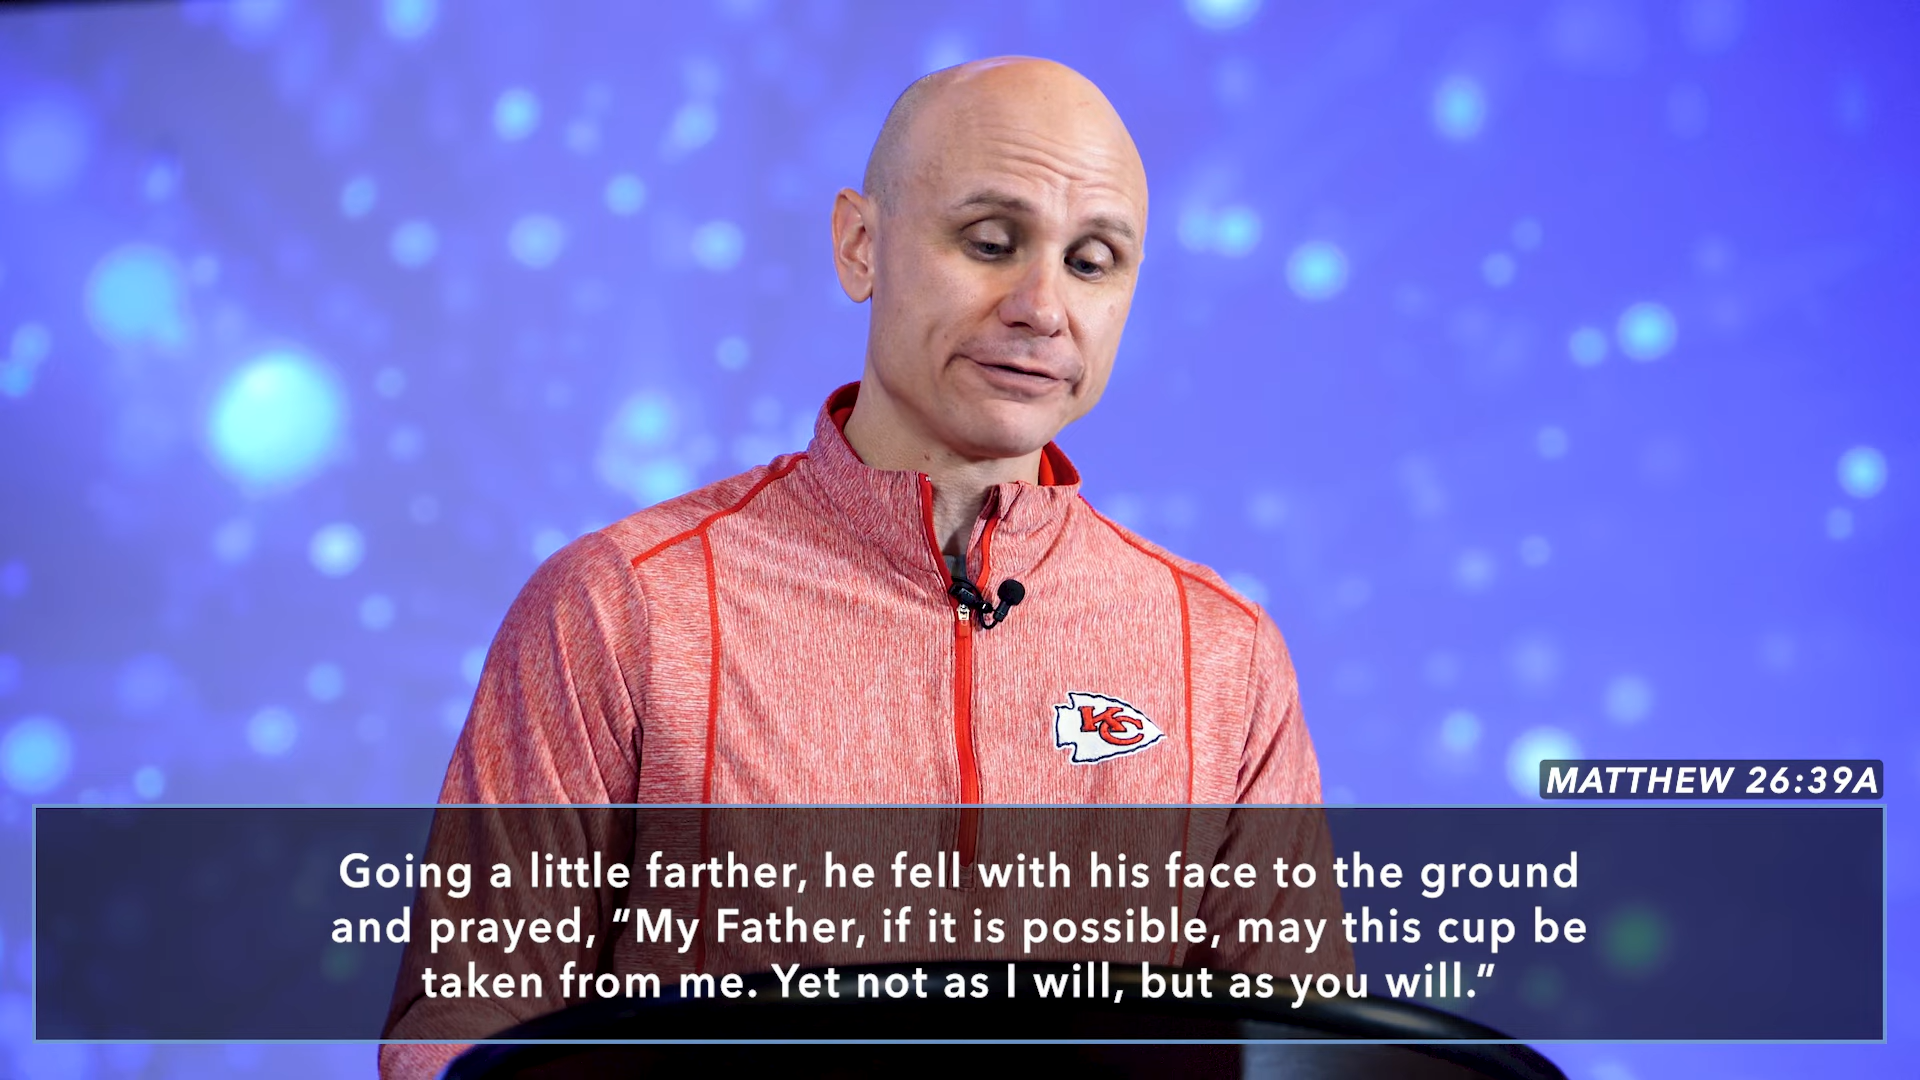 KC
MATTHEW 26:39A
Going a little farther, he fell with his face to the ground
and prayed, “My Father, if it is possible, may this cup be
taken from me. Yet not as I will, but as you will.”